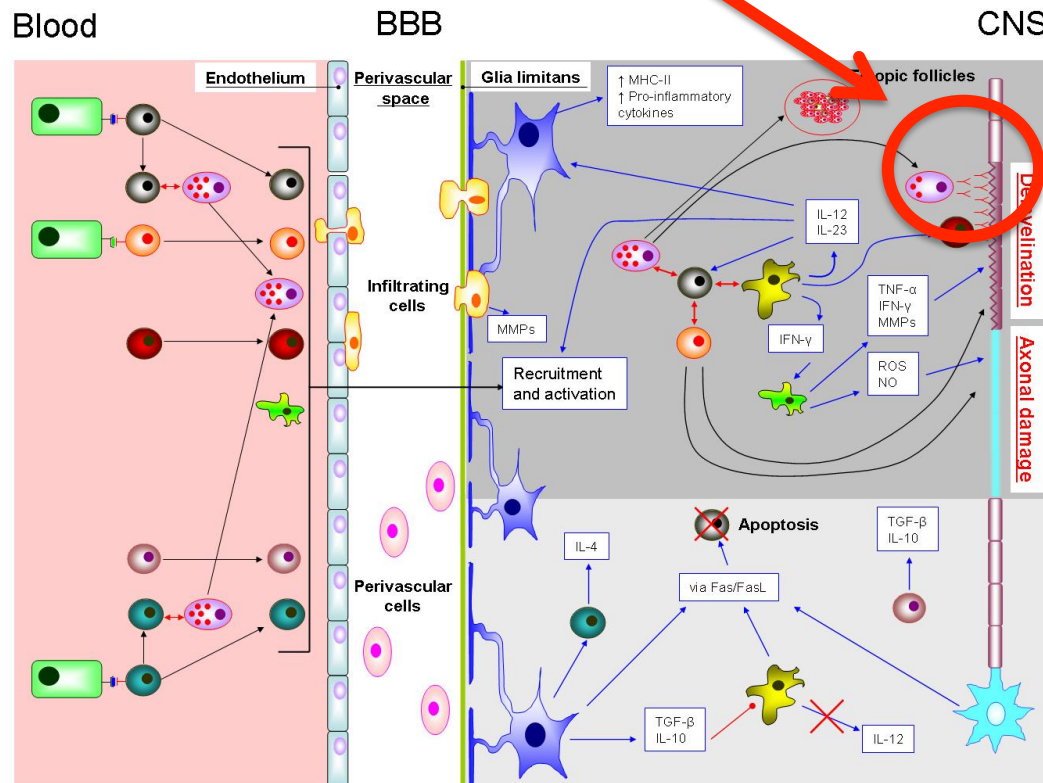 Blood
BBB
CNS
Endothelium
Perivascular
space
Glia limitans
↑ MHC-II
↑ Pro-inflammatory
cytokines
topic follicles
IL-12
IL-23
Infiltrating
cells
MMPs
TNF-α
IFN-γ
MMPs
IFN-γ
ROS
NO
Recruitment
and activation
Demyelination
Axonal damage
Perivascular
cells
IL-4
Apoptosis
TGF-β
IL-10
via Fas/FasL
TGF-β
IL-10
IL-12